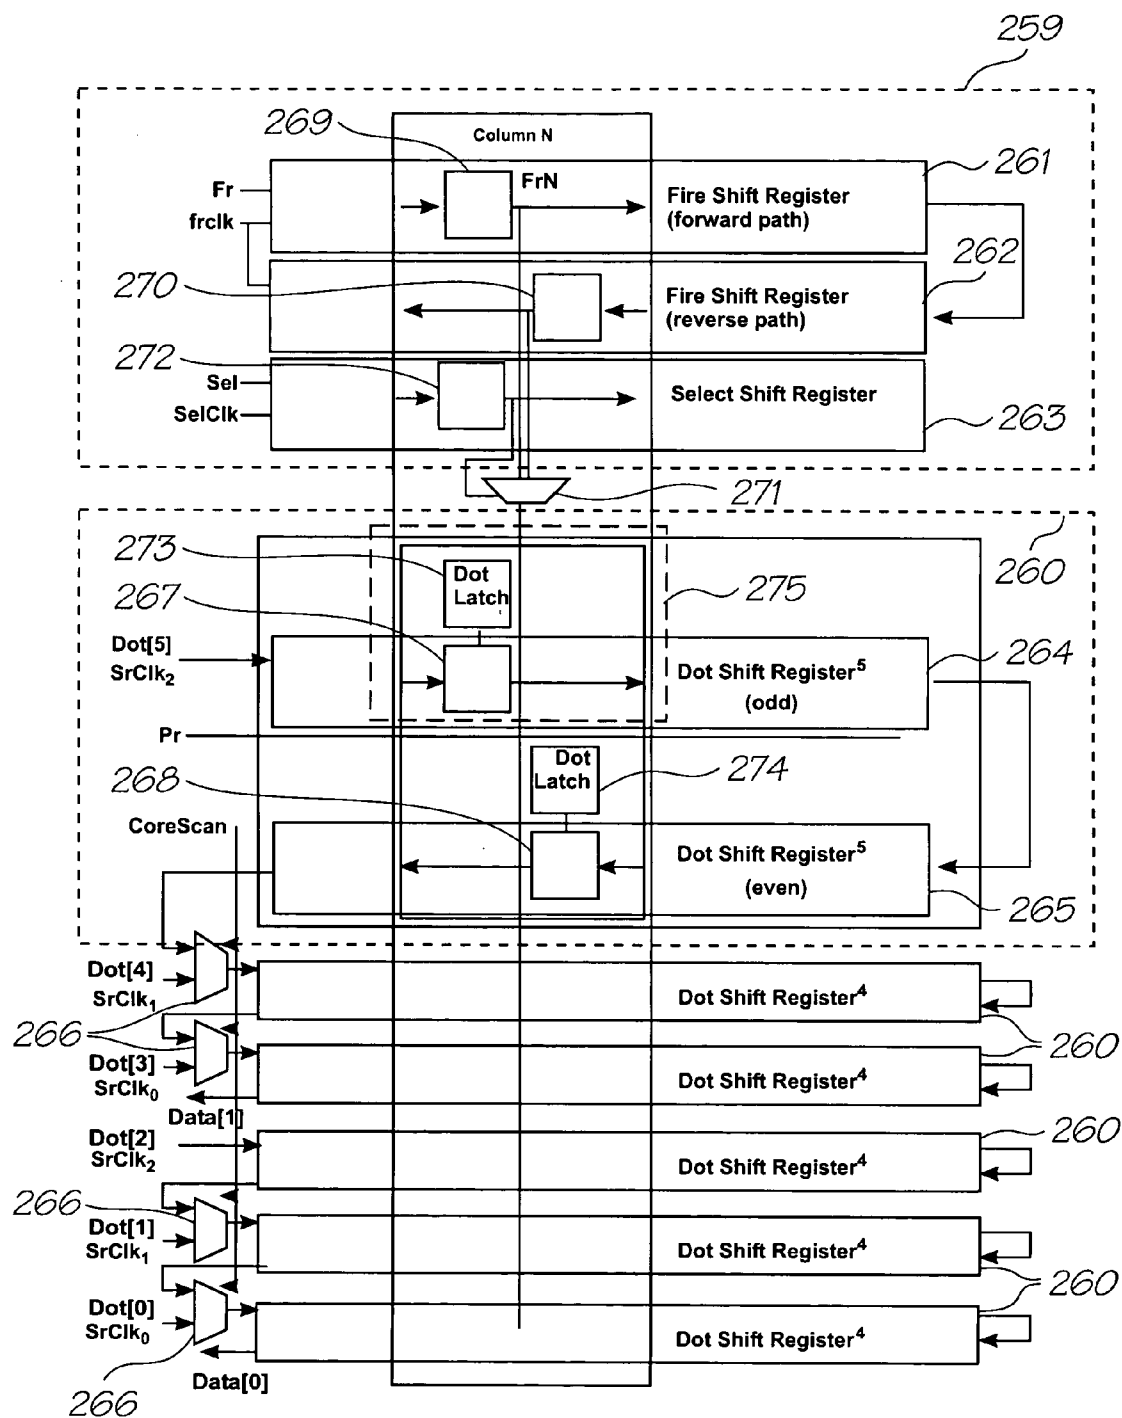 259
269
Column N
261
Fr
FrN
Fire Shift Register
(forward path)
frclk
262
270
Fire Shift Register
(reverse path)
272
Sel
Select Shift Register
SelClk
263
271
273
Dot
Latch
260
275
267
Dot[5]
SrClk2
Dot Shift Register5
(odd)
264
Pr
Dot
Latch
274
268
CoreScan
Dot Shift Register5
(even)
265
Dot[4]
SrClk1
Dot Shift Register4
266
260
Dot[3]
SrClk0
Dot Shift Register4
Data[1]
260
Dot[2]
SrClk2
Dot Shift Register4
266
Dot[1]
SrClk1
Dot Shift Register4
260
Dot[0]
SrClk0
Dot Shift Register4
Data[0]
266